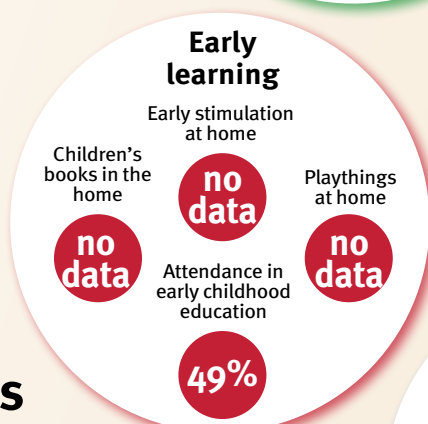 Early
learning
Early stimulation
at home
no
data
Children's
books in the
home
no
data
Playthings
at home
no
data
Attendance in
early childhood
education
49%
s